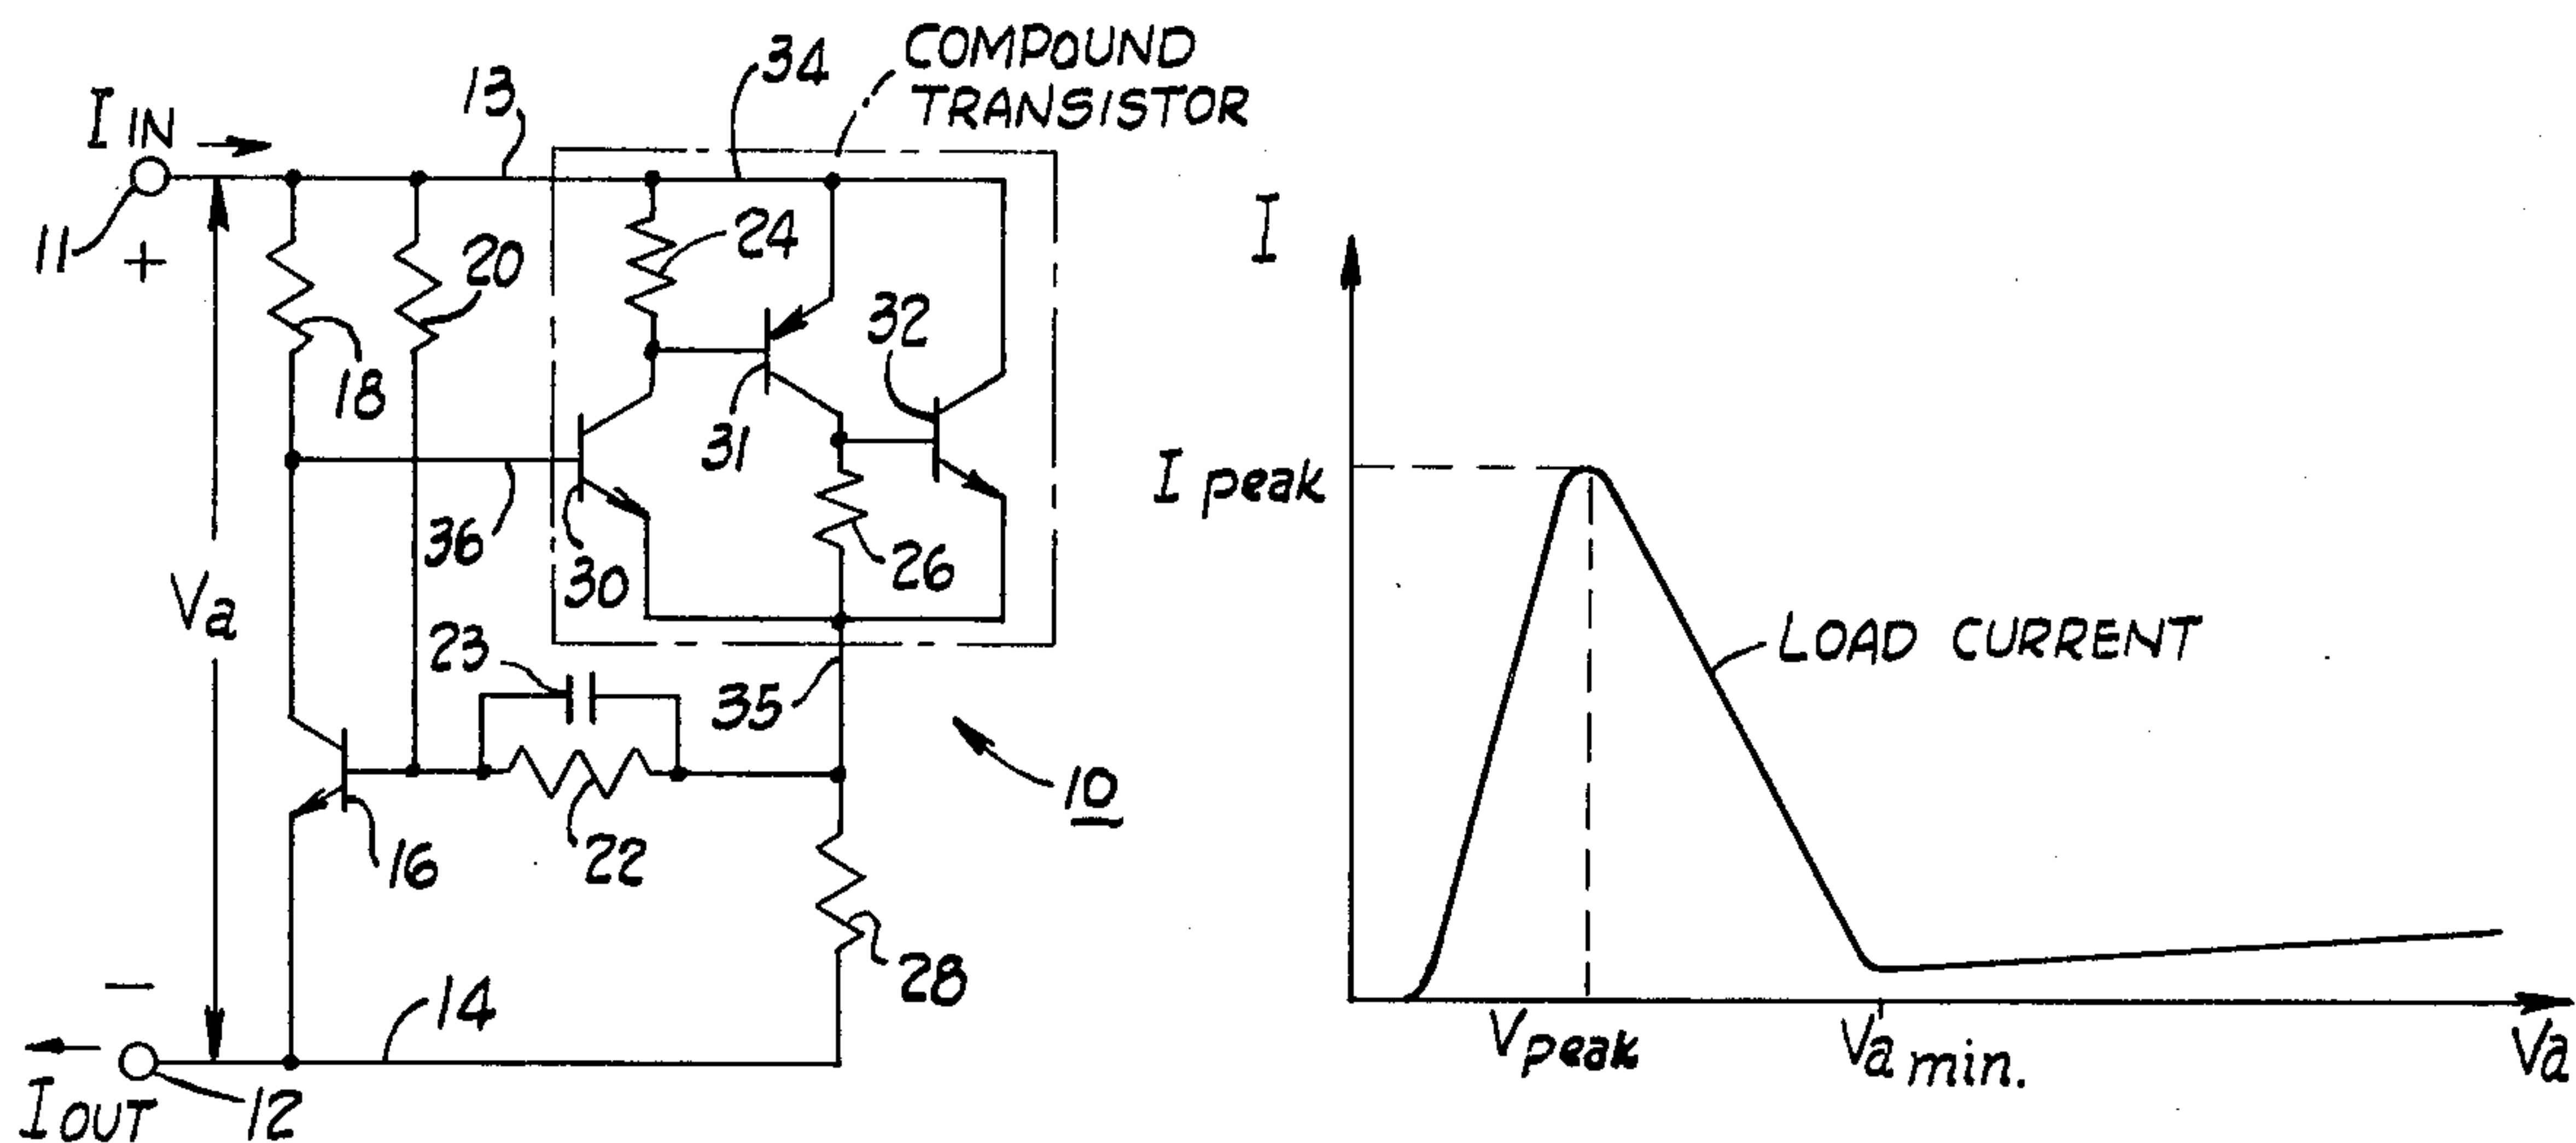 COMPOUND
TRANSISTOR
I IN
13
34
11
+
18
20
24
31
32
30
36
26
Va
23
35
10
22
16
28
−
14
12
I OUT
I
I peak
LOAD CURRENT
Vpeak
Va min.
Va